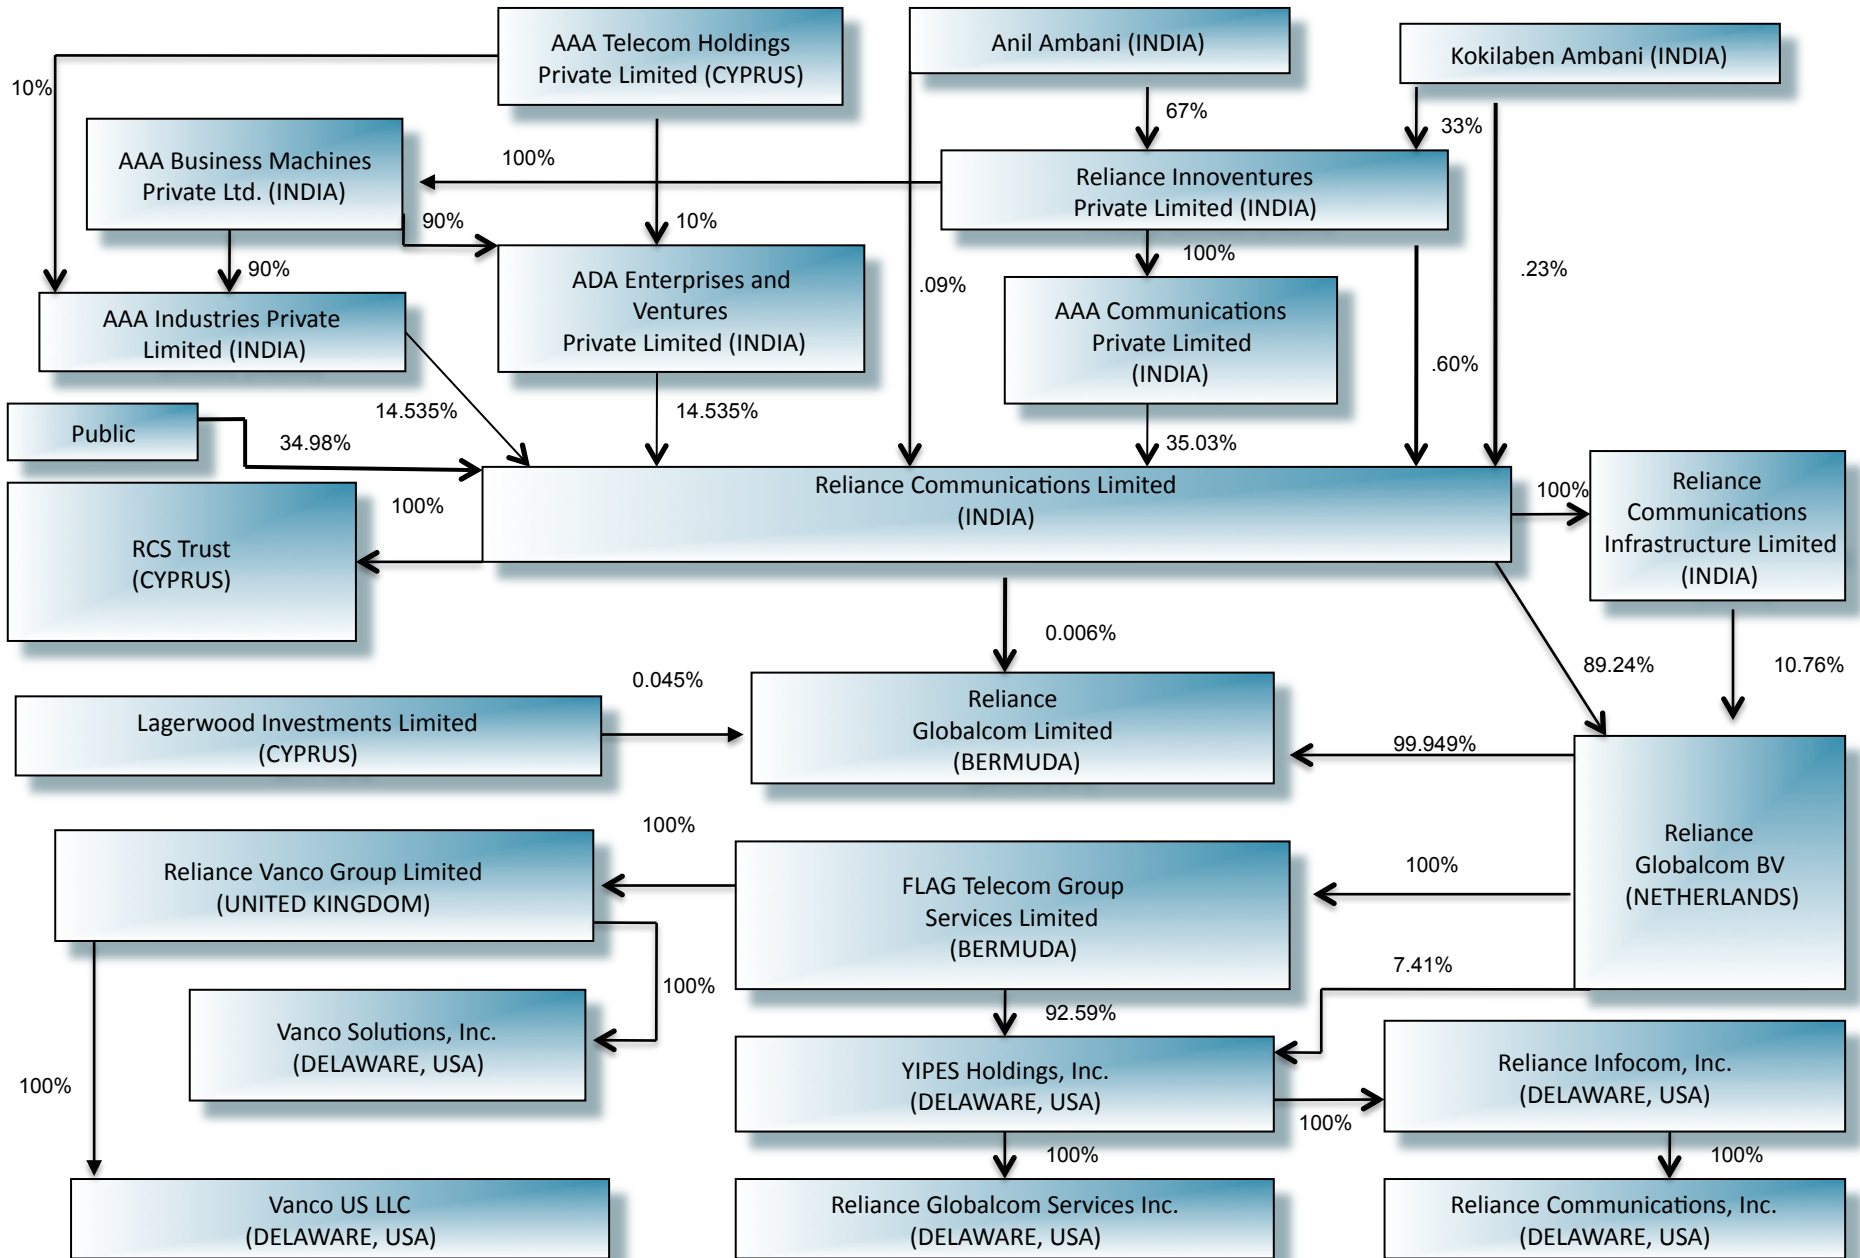 AAA Telecom Holdings
Private Limited (CYPRUS)
Anil Ambani (INDIA)
Kokilaben Ambani (INDIA)
10%
67%
33%
AAA Business Machines
Private Ltd. (INDIA)
100%
Reliance Innoventures
Private Limited (INDIA)
90%
10%
90%
100%
.09%
.23%
AAA Industries Private
Limited (INDIA)
ADA Enterprises and
Ventures
Private Limited (INDIA)
AAA Communications
Private Limited
(INDIA)
.60%
Public
34.98%
14.535%
14.535%
35.03%
Reliance Communications Limited
(INDIA)
100%
Reliance
Communications
Infrastructure Limited
(INDIA)
100%
RCS Trust
(CYPRUS)
0.006%
89.24%
10.76%
0.045%
Lagerwood Investments Limited
(CYPRUS)
Reliance
Globalcom Limited
(BERMUDA)
99.949%
Reliance
Globalcom BV
(NETHERLANDS)
100%
Reliance Vanco Group Limited
(UNITED KINGDOM)
FLAG Telecom Group
Services Limited
(BERMUDA)
100%
7.41%
100%
92.59%
Vanco Solutions, Inc.
(DELAWARE, USA)
YIPES Holdings, Inc.
(DELAWARE, USA)
Reliance Infocom, Inc.
(DELAWARE, USA)
100%
100%
100%
100%
Vanco US LLC
(DELAWARE, USA)
Reliance Globalcom Services Inc.
(DELAWARE, USA)
Reliance Communications, Inc.
(DELAWARE, USA)